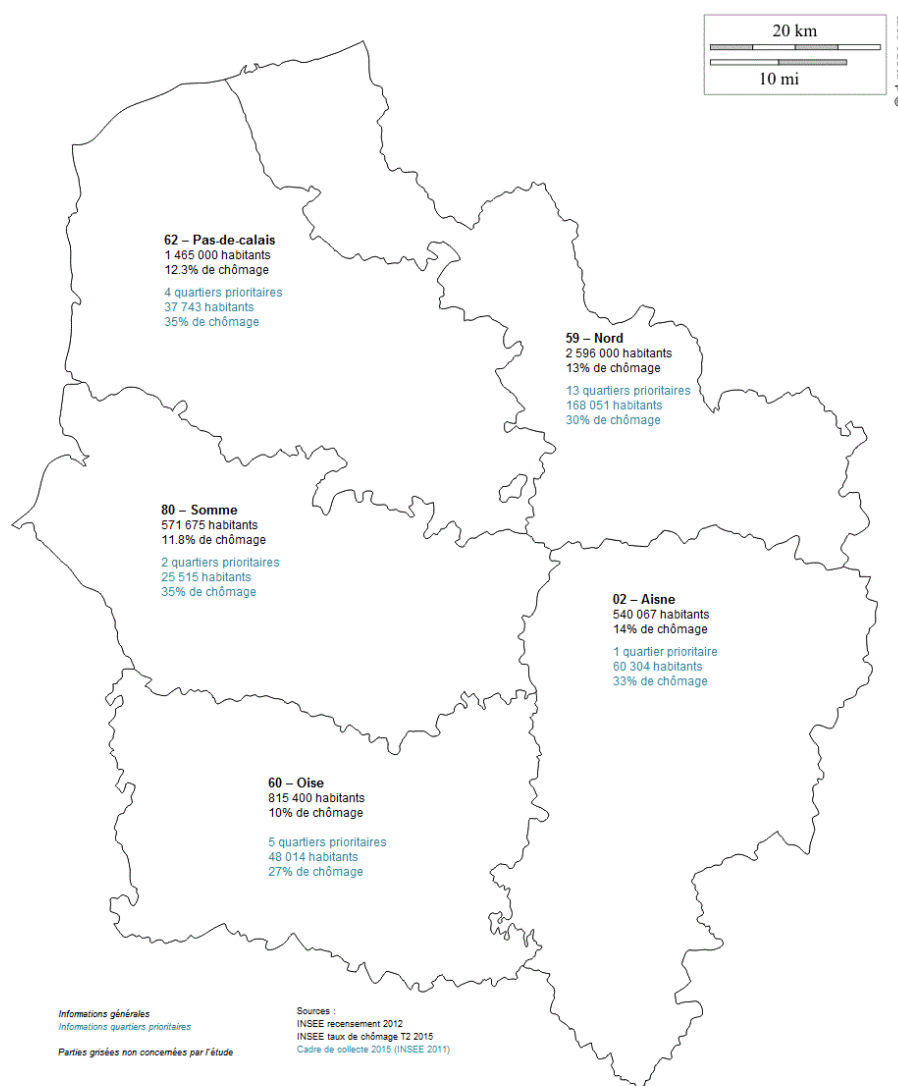 20 km
10 mi
62 – Pas-de-calais
1 465 000 habitants
12.3% de chômage
4 quartiers prioritaires
37 743 habitants
35% de chômage
59 – Nord
2 596 000 habitants
13% de chômage
13 quartiers prioritaires
168 051 habitants
30% de chômage
80 – Somme
571 675 habitants
11.8% de chômage
2 quartiers prioritaires
25 515 habitants
35% de chômage
02 – Aisne
540 067 habitants
14% de chômage
1 quartier prioritaire
60 304 habitants
33% de chômage
60 – Oise
815 400 habitants
10% de chômage
5 quartiers prioritaires
48 014 habitants
27% de chômage
Informations générales
Informations quartiers prioritaires
Parties grisées non concernées par l'étude
Sources :
INSEE recensement 2012
INSEE taux de chômage T2 2015
Cadre de collecte 2015 (INSEE 2011)